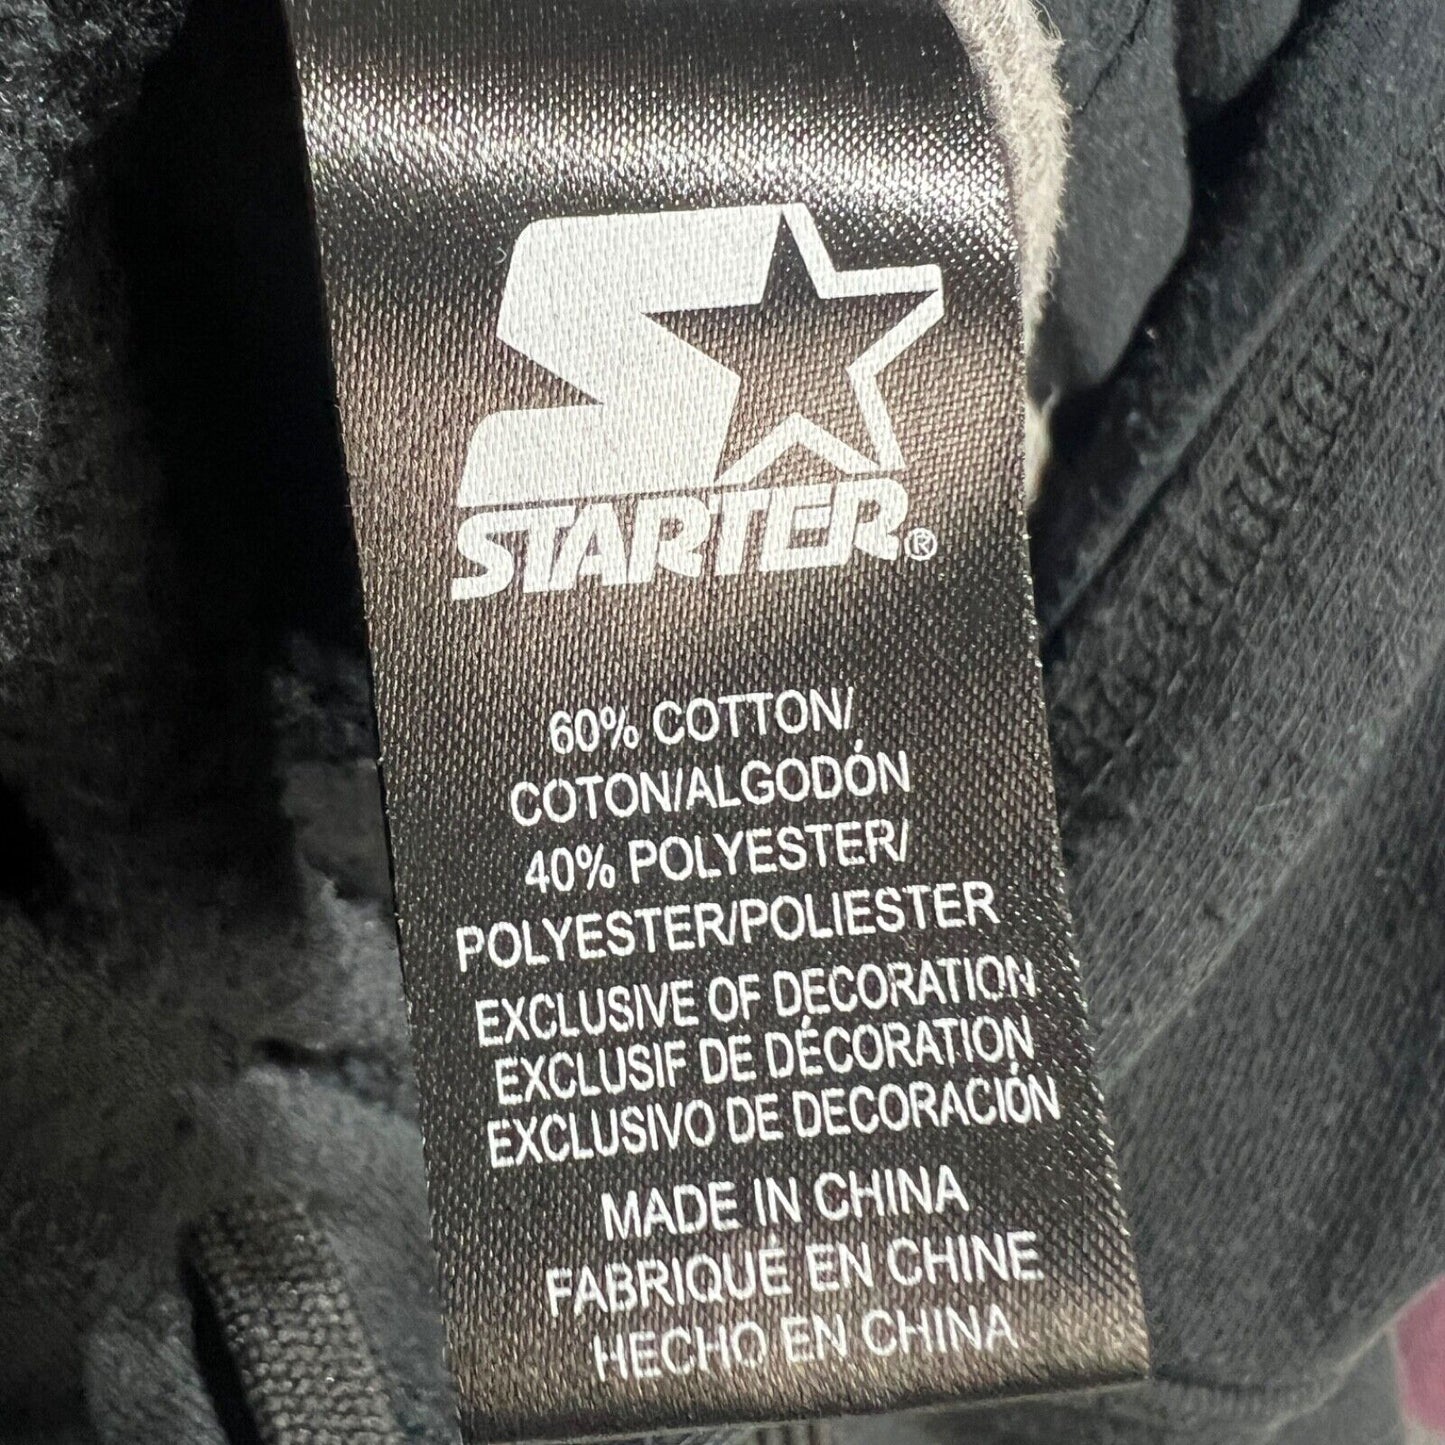 STARTER®
60% COTTON/
COTON/ALGODÓN
40% POLYESTER/
POLYESTER/POLIESTER
EXCLUSIVE OF DECORATION
EXCLUSIF DE DÉCORATION
EXCLUSIVO DE DECORACIÓN
MADE IN CHINA
FABRIQUÉ EN CHINE
HECHO EN CHINA